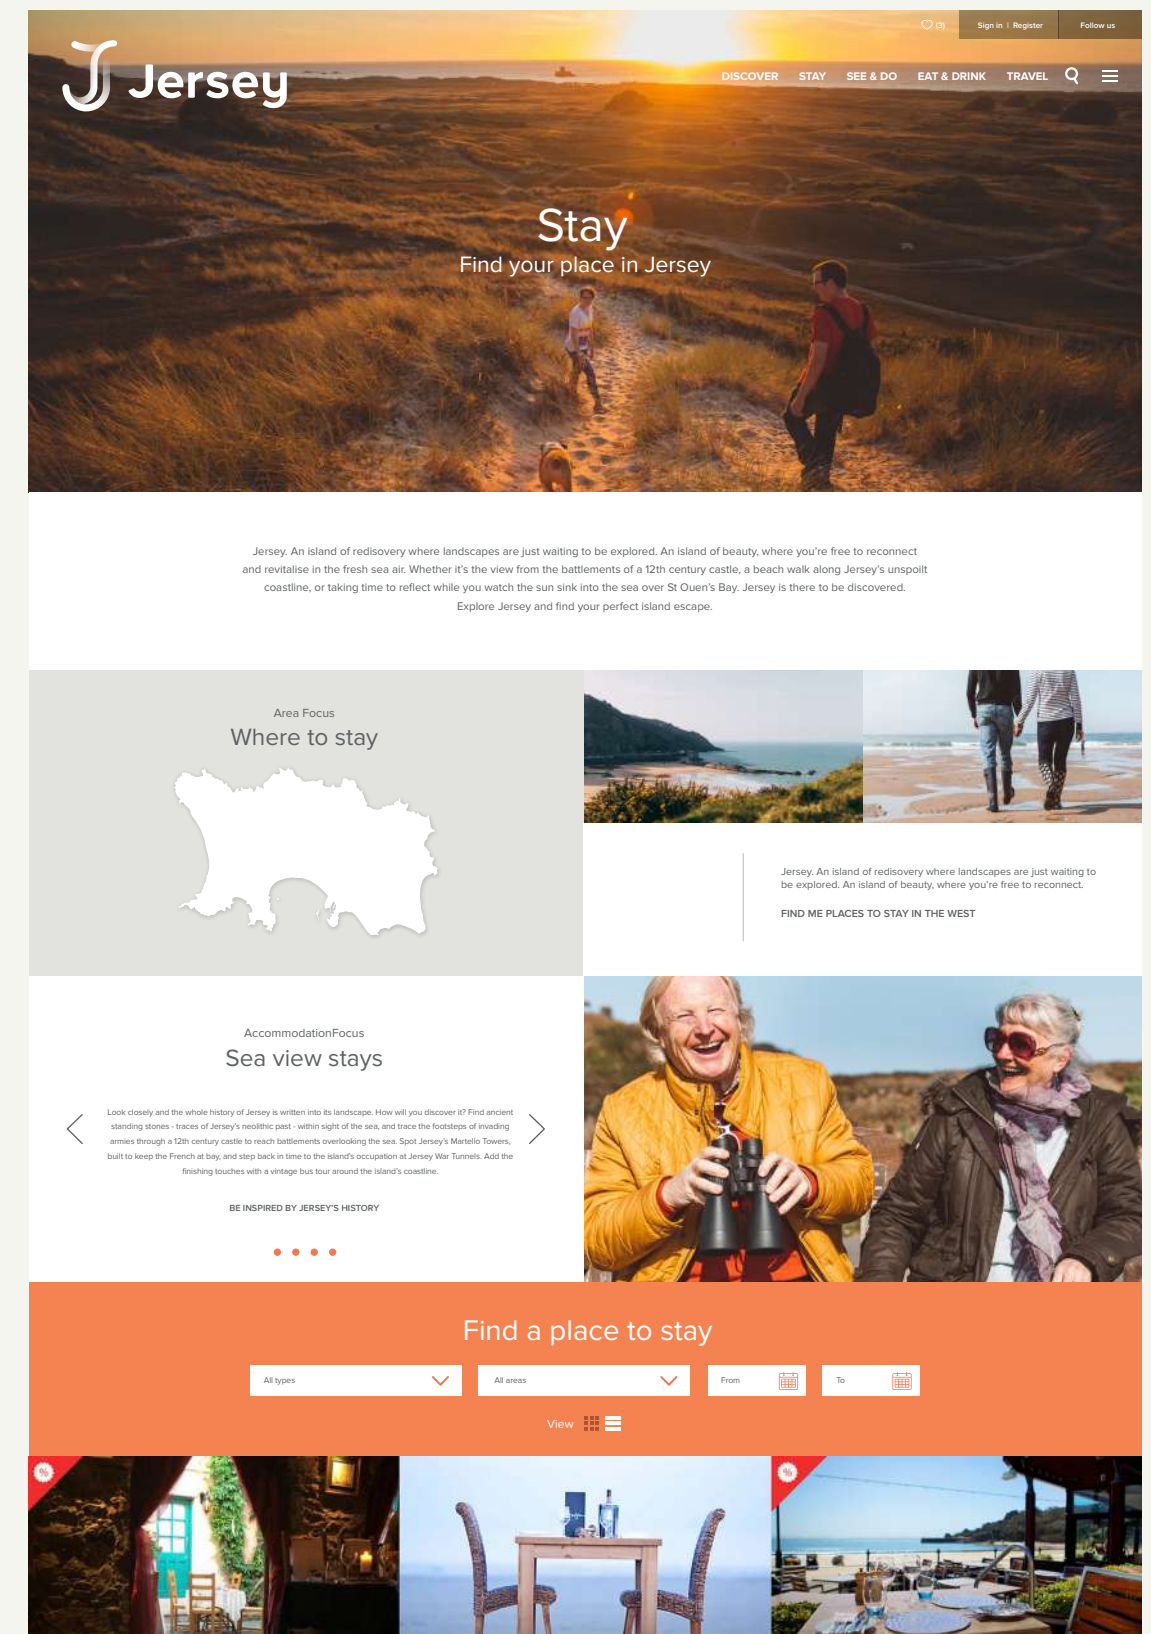 (3)
Sign in | Register
Follow us
Jersey
DISCOVER STAY SEE & DO EAT & DRINK TRAVEL
Stay
Find your place in Jersey
Jersey. An island of rediscovery where landscapes are just waiting to be explored. An island of beauty, where you're free to reconnect
and revitalise in the fresh sea air. Whether it's the view from the battlements of a 12th century castle, a beach walk along Jersey's unspoilt
coastline, or taking time to reflect while you watch the sun sink into the sea over St Ouen's Bay. Jersey is there to be discovered.
Explore Jersey and find your perfect island escape.
Area Focus
Where to stay
Jersey. An island of redisovery where landscapes are just waiting to
be explored. An island of beauty, where you're free to reconnect.
FIND ME PLACES TO STAY IN THE WEST
AccommodationFocus
Sea view stays
Look closely and the whole history of Jersey is written into its landscape. How will you discover it? Find ancient
standing stones - traces of Jersey's neolithic past - within sight of the sea, and trace the footsteps of invading
armies through a 12th century castle to reach battlements overlooking the sea. Spot Jersey's Martello Towers,
built to keep the French at bay, and step back in time to the island's occupation at Jersey War Tunnels. Add the
finishing touches with a vintage bus tour around the island's coastline.
BE INSPIRED BY JERSEY'S HISTORY
Find a place to stay
All types
All areas
From
To
View
%
%